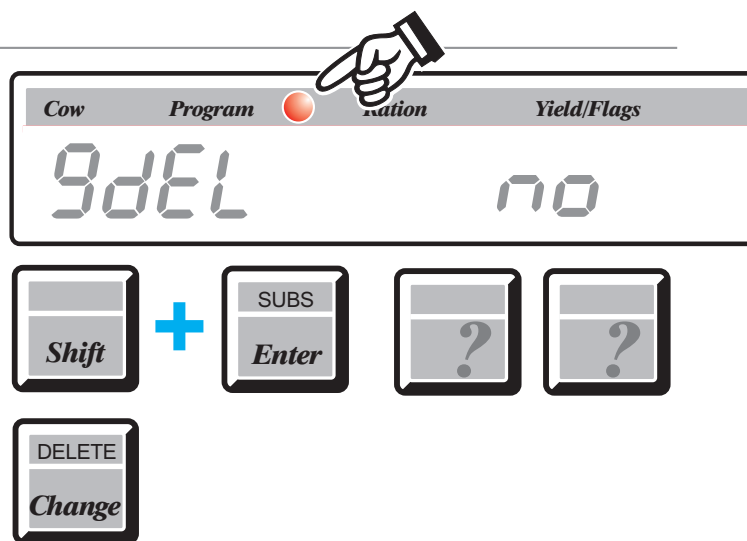 Cow Program Ration Yield/Flags
9dEL no
SUBS
Shift + Enter ? ?
DELETE
Change